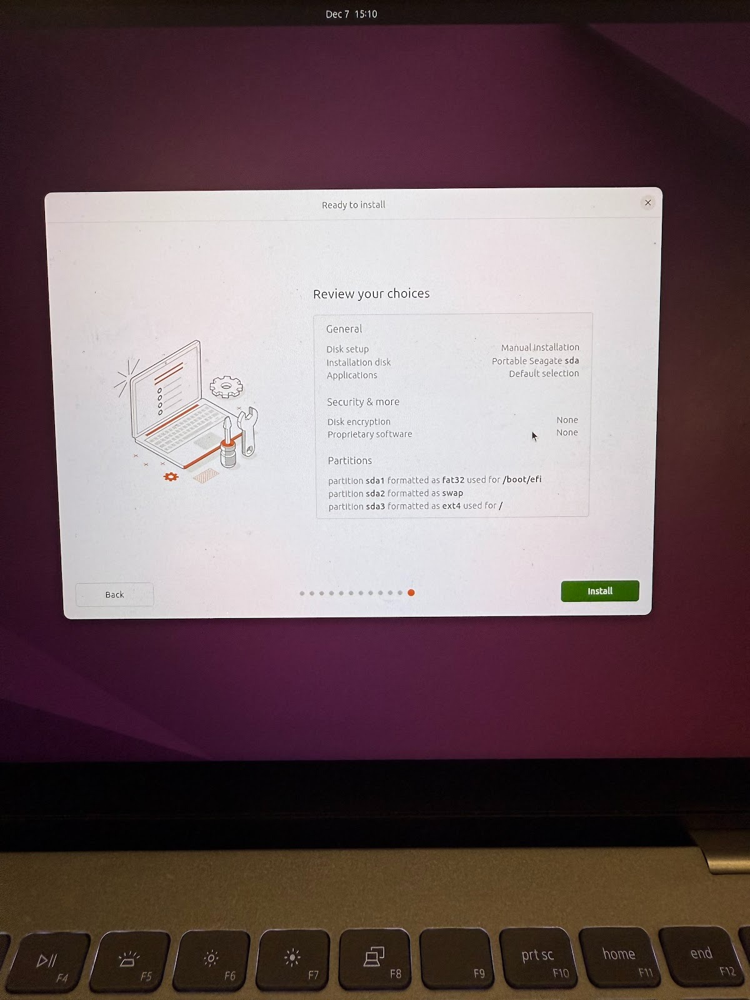 Dec 7 15:10
Ready to install
Review your choices
General
Disk setup Manual Installation
Installation disk Portable Seagate sda
Applications Default selection
Security & more
Disk encryption None
Proprietary software None
Partitions
partition sda1 formatted as fat32 used for /boot/efi
partition sda2 formatted as swap
partition sda3 formatted as ext4 used for /
Back
Install
F4 F5 F6 F7 F8 F9 prt sc F10 home F11 end F12